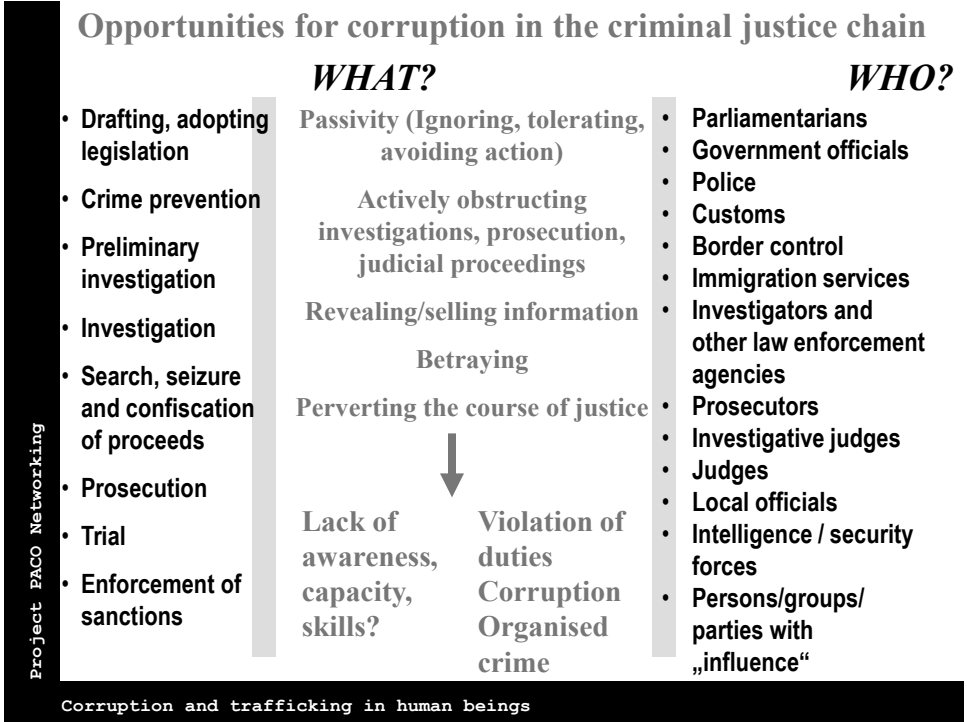 Opportunities for corruption in the criminal justice chain
WHAT?
WHO?
• Drafting, adopting
legislation
• Crime prevention
• Preliminary
investigation
• Investigation
• Search, seizure
and confiscation
of proceeds
• Prosecution
• Trial
• Enforcement of
sanctions
Passivity (Ignoring, tolerating,
avoiding action)
Actively obstructing
investigations, prosecution,
judicial proceedings
Revealing/selling information
Betraying
Perverting the course of justice
Lack of
awareness,
capacity,
skills?
Violation of
duties
Corruption
Organised
crime
• Parliamentarians
• Government officials
• Police
• Customs
• Border control
• Immigration services
• Investigators and
other law enforcement
agencies
• Prosecutors
• Investigative judges
• Judges
• Local officials
• Intelligence / security
forces
• Persons/groups/
parties with
„influence“
Project PACO Networking
Corruption and trafficking in human beings